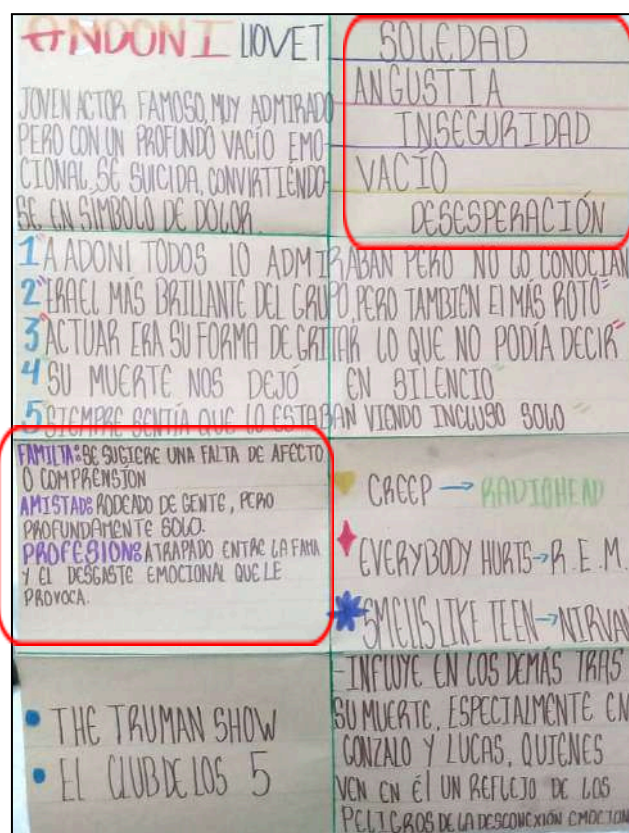 ANDONI LLOVET
JOVEN ACTOR FAMOSO, MUY ADMIRADO
PERO CON UN PROFUNDO VACÍO EMO-
CIONAL, SE SUICIDA, CONVIRTIÉNDO-
SE EN SIMBOLO DE DOLOR.
SOLEDAD
ANGUSTIA
INSEGURIDAD
VACÍO
DESESPERACIÓN
1"A ADONI TODOS LO ADMIRABAN PERO NO LO CONOCIAN
2"ERA EL MÁS BRILLANTE DEL GRUPO, PERO TAMBIEN El MÁS ROTO"
3"ACTUAR ERA SU FORMA DE GRITAR LO QUE NO PODÍA DECIR"
4 SU MUERTE NOS DEJÓ EN SILENCIO"
5"SIEMPRE SENTÍA QUE LO ESTABAN VIENDO INCLUSO SOLO"
FAMILIA: SE SUGIERE UNA FALTA DE AFECTO
O COMPRENSIÓN
AMISTAD: RODEADO DE GENTE, PERO
PROFUNDAMENTE SOLO.
PROFESION: ATRAPADO ENTRE LA FAMA
Y EL DESGASTE EMOCIONAL QUE LE
PROVOCA.
CREEP → RADIOHEAD
EVERYBODY HURTS → R.E.M.
SMELLS LIKE TEEN → NIRVAN
• THE TRUMAN SHOW
• EL CLUB DE LOS 5
-INFLUYE EN LOS DEMÁS TRAS
SU MUERTE, ESPECIALMENTE EN
GONZALO Y LUCAS, QUIENES
VEN EN ÉL UN REFLEJO DE LOS
PELIGROS DE LA DESCONEXIÓN EMOCION